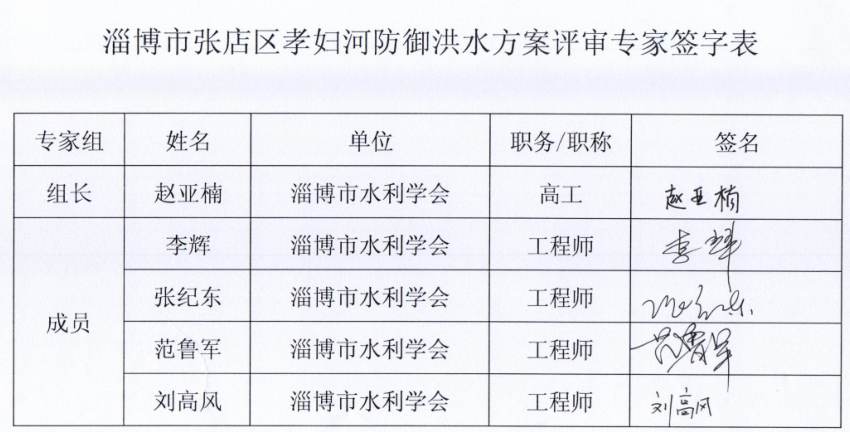 淄博市张店区孝妇河防御洪水方案评审专家签字表
专家组 姓名 单位 职务/职称 签名
组长 赵亚楠 淄博市水利学会 高工 赵亚楠
李辉 淄博市水利学会 工程师 李辉
成员 张纪东 淄博市水利学会 工程师
范鲁军 淄博市水利学会 工程师 范鲁军
刘高风 淄博市水利学会 工程师 刘高风